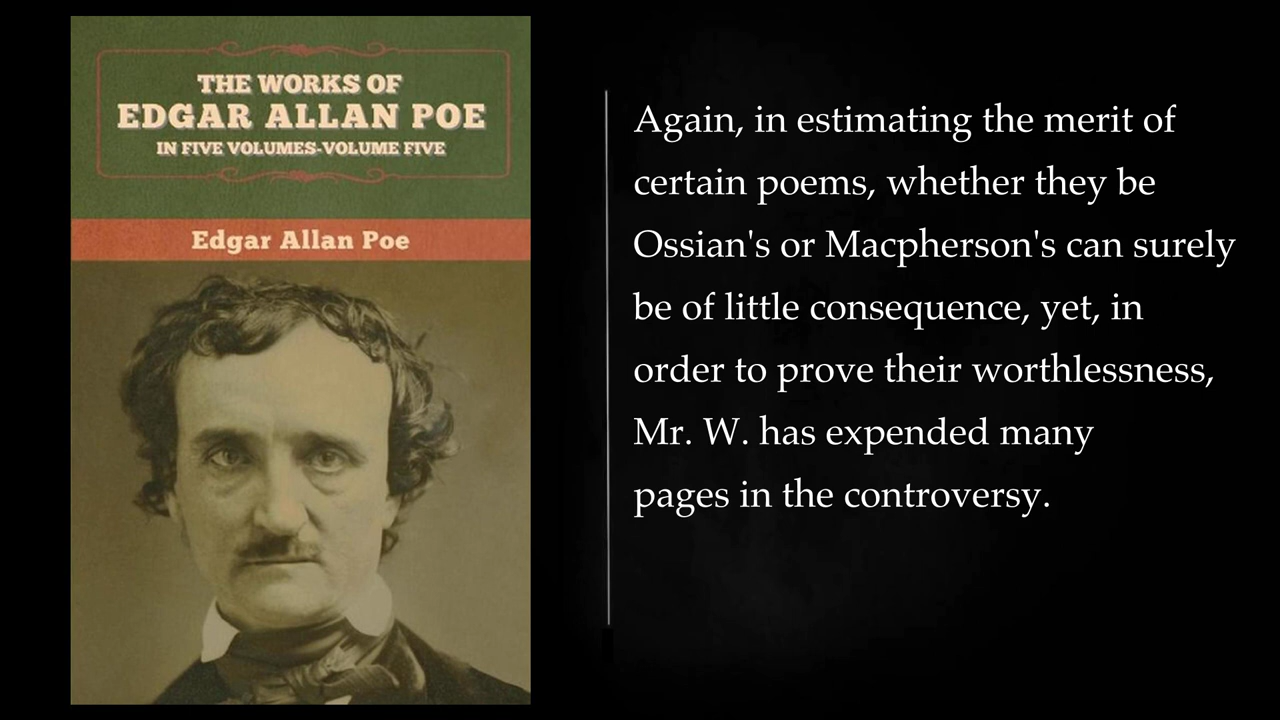 THE WORKS OF
EDGAR ALLAN POE
IN FIVE VOLUMES-VOLUME FIVE
Edgar Allan Poe
Again, in estimating the merit of
certain poems, whether they be
Ossian's or Macpherson's can surely
be of little consequence, yet, in
order to prove their worthlessness,
Mr. W. has expended many
pages in the controversy.